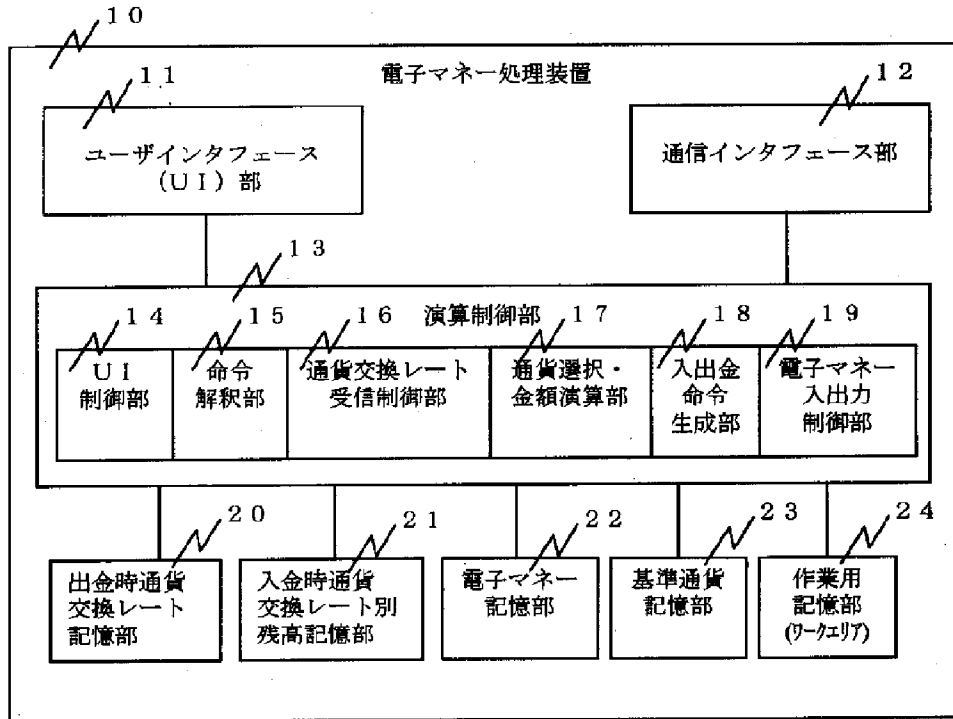 １０
電子マネー処理装置
１１
１２
ユーザインタフェース
（ＵＩ）部
通信インタフェース部
１３
演算制御部
１４
１５
１６
１７
１８
１９
ＵＩ
制御部
命令
解釈部
通貨交換レート
受信制御部
通貨選択・
金額演算部
入出金
命令
生成部
電子マネー
入出力
制御部
２０
２１
２２
２３
２４
出金時通貨
交換レート
記憶部
入金時通貨
交換レート別
残高記憶部
電子マネー
記憶部
基準通貨
記憶部
作業用
記憶部
(ﾜｰｸｴﾘｱ)